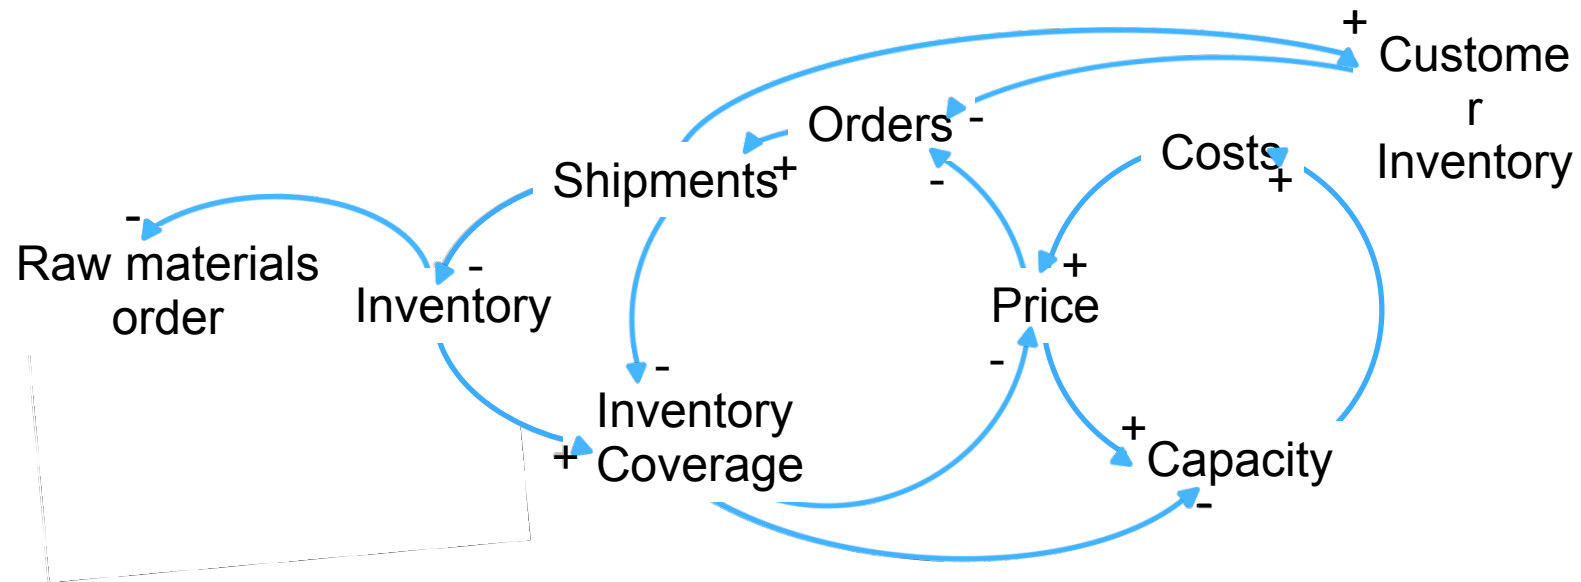 +
Custome
r
Inventory
Orders
-
Costs
+
Shipments
+
-
-
Raw materials
order
-
Inventory
+
Price
-
-
Inventory
Coverage
+
+
Capacity
-